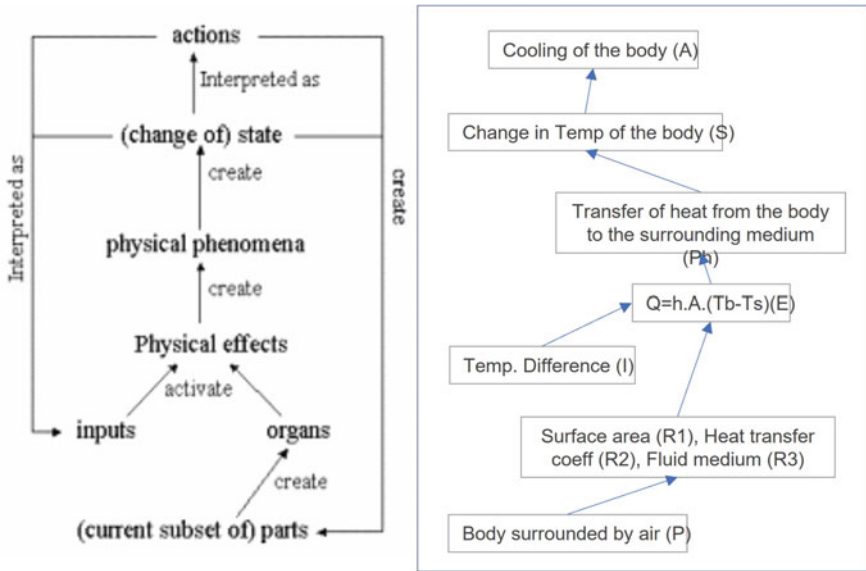 actions
Interpreted as
(change of) state
create
physical phenomena
create
Physical effects
activate
inputs
organs
create
(current subset of) parts
Interpreted as
create
Cooling of the body (A)
Change in Temp of the body (S)
Transfer of heat from the body
to the surrounding medium
(Ph)
Q=h.A.(Tb-Ts)(E)
Temp. Difference (I)
Surface area (R1), Heat transfer
coeff (R2), Fluid medium (R3)
Body surrounded by air (P)